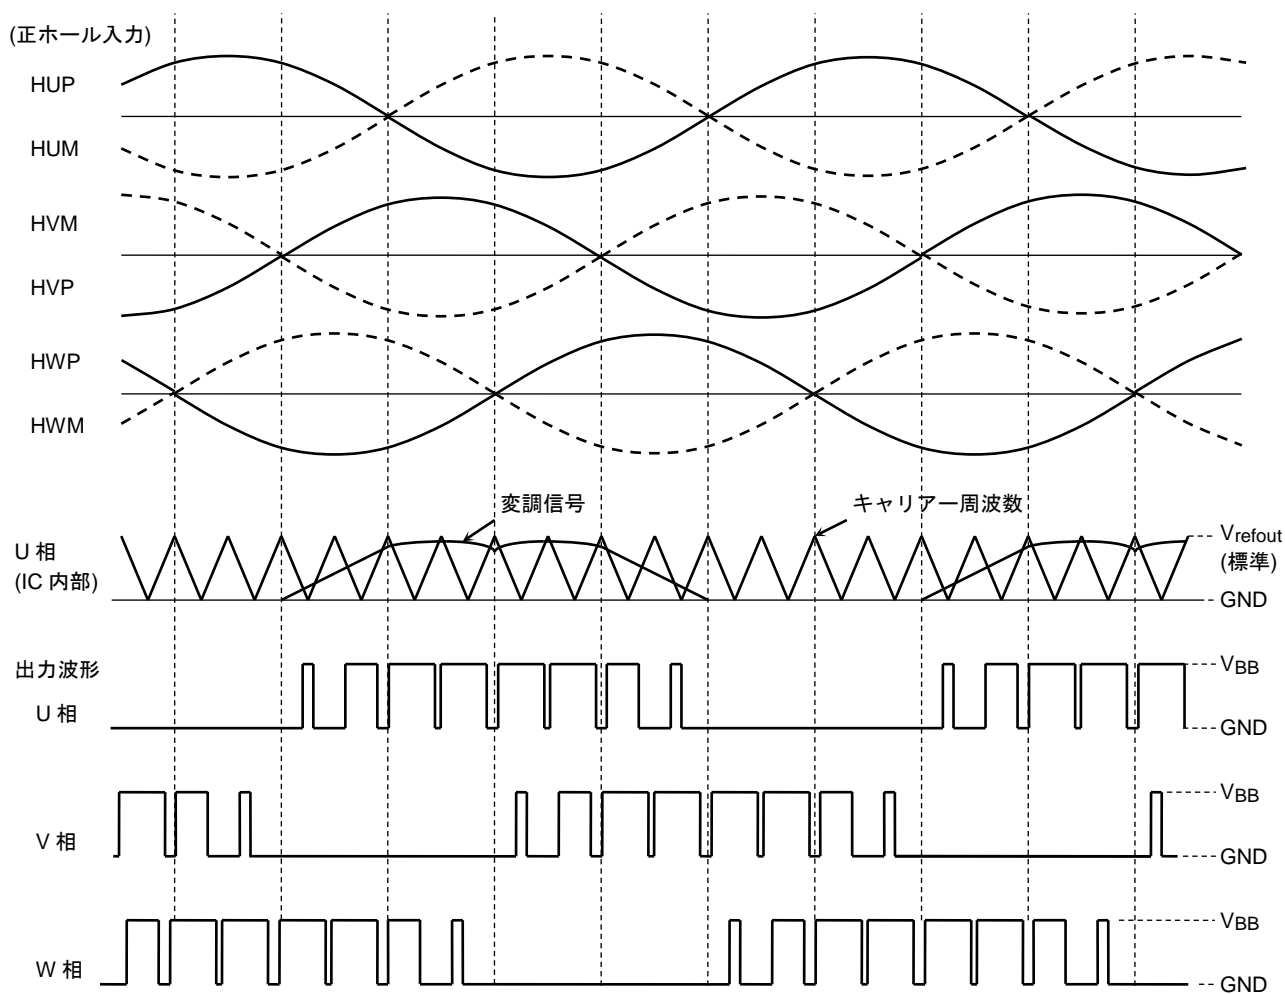 (正ホール入力)
HUP
HUM
HVM
HVP
HWP
HWM
変調信号
キャリアー周波数
U 相
(IC 内部)
Vrefout
(標準)
GND
出力波形
U 相
VBB
GND
V 相
VBB
GND
W 相
VBB
GND